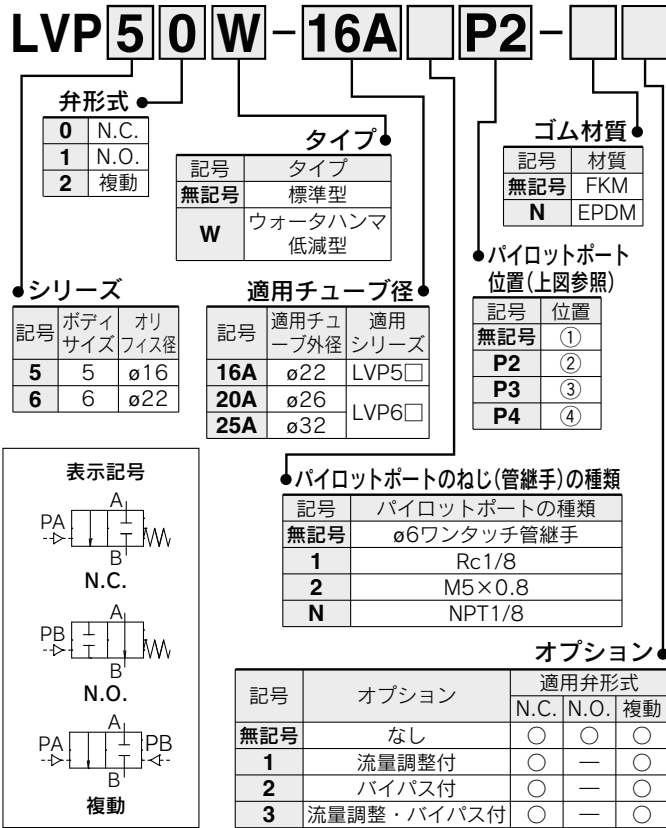 LVP50W-16A□P2-□□
弁形式
0 N.C.
1 N.O.
2 複動
タイプ
記号 タイプ
無記号 標準型
W ウォータハンマ
低減型
ゴム材質
記号 材質
無記号 FKM
N EPDM
シリーズ
記号 ボディサイズ オリフィス径
5 5 ø16
6 6 ø22
適用チューブ径
記号 適用チューブ外径 適用シリーズ
16A ø22 LVP5□
20A ø26 LVP6□
25A ø32
パイロットポート
位置(上図参照)
記号 位置
無記号 ①
P2 ②
P3 ③
P4 ④
表示記号
A
PA
B
N.C.
A
PB
B
N.O.
A
PA PB
B
複動
パイロットポートのねじ(管継手)の種類
記号 パイロットポートの種類
無記号 ø6ワンタッチ管継手
1 Rc1/8
2 M5×0.8
N NPT1/8
オプション
記号 オプション 適用弁形式
N.C. N.O. 複動
無記号 なし ○ ○ ○
1 流量調整付 ○ — ○
2 バイパス付 ○ — ○
3 流量調整・バイパス付 ○ — ○